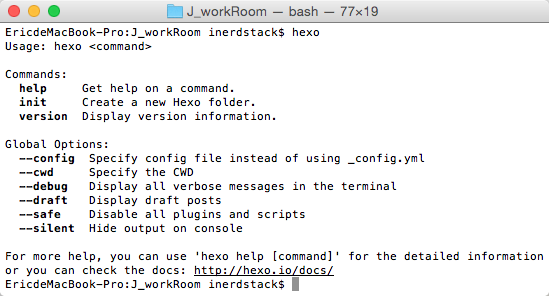 J_workRoom — bash — 77×19
EricdeMacBook-Pro:J_workRoom inerdstack$ hexo
Usage: hexo <command>

Commands:
  help     Get help on a command.
  init     Create a new Hexo folder.
  version  Display version information.

Global Options:
  --config  Specify config file instead of using _config.yml
  --cwd     Specify the CWD
  --debug   Display all verbose messages in the terminal
  --draft   Display draft posts
  --safe    Disable all plugins and scripts
  --silent  Hide output on console

For more help, you can use 'hexo help [command]' for the detailed information
or you can check the docs: http://hexo.io/docs/
EricdeMacBook-Pro:J_workRoom inerdstack$